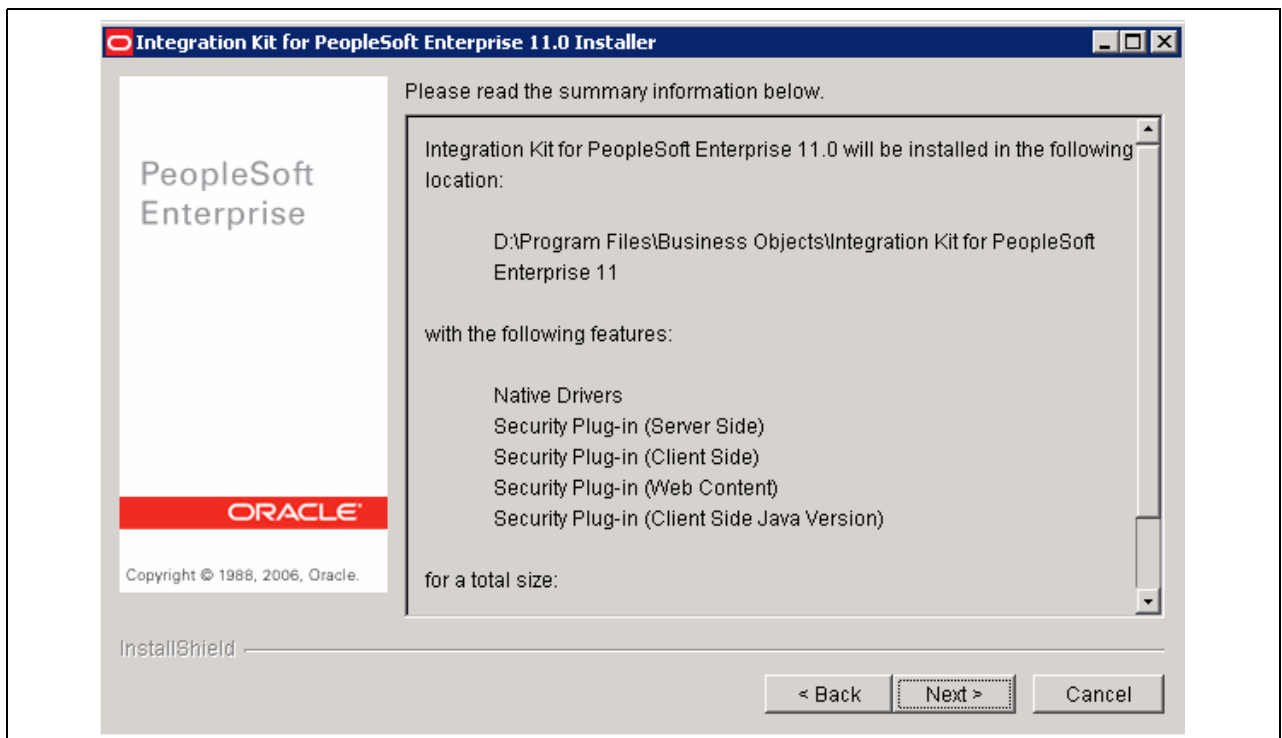 Integration Kit for PeopleSoft Enterprise 11.0 Installer
PeopleSoft
Enterprise
ORACLE
Copyright © 1988, 2006, Oracle.
Please read the summary information below.
Integration Kit for PeopleSoft Enterprise 11.0 will be installed in the following
location:
D:\Program Files\Business Objects\Integration Kit for PeopleSoft
Enterprise 11
with the following features:
Native Drivers
Security Plug-in (Server Side)
Security Plug-in (Client Side)
Security Plug-in (Web Content)
Security Plug-in (Client Side Java Version)
for a total size:
InstallShield
< Back Next > Cancel